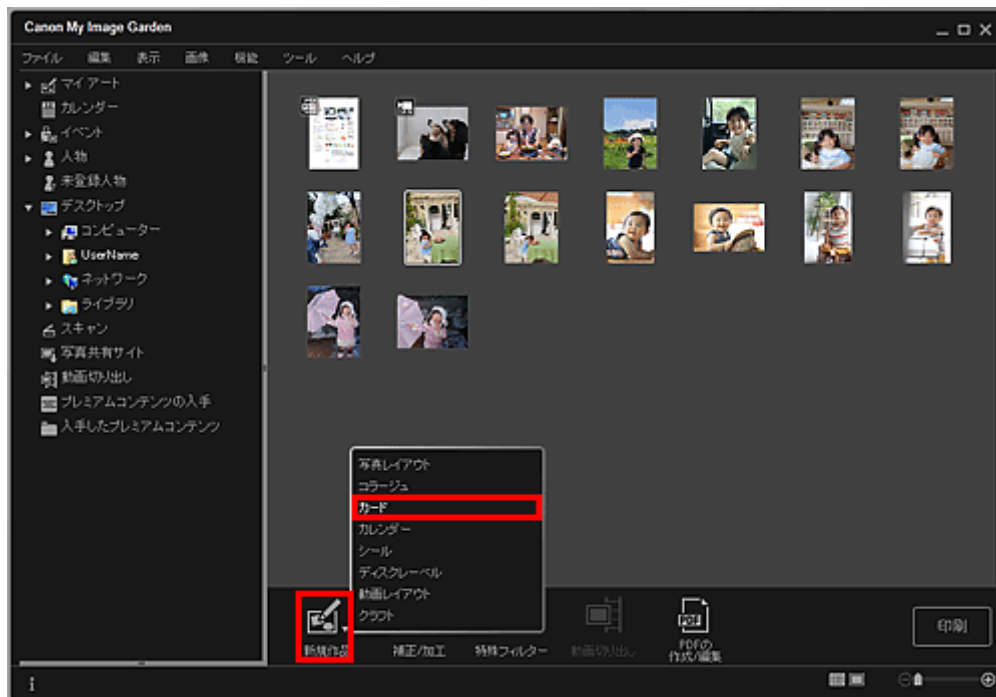 Canon My Image Garden
ファイル 編集 表示 画像 機能 ツール ヘルプ
マイ アート
カレンダー
イベント
人物
未登録人物
デスクトップ
コンピューター
UserName
ネットワーク
ライブラリ
スキャン
写真共有サイト
動画切り出し
プレミアムコンテンツの入手
入手したプレミアムコンテンツ
写真レイアウト
コラージュ
カード
カレンダー
シール
ディスクレーベル
動画レイアウト
クラフト
新規作品 補正/加工 特殊フィルター 動画切り出し PDFの
作成/編集
PDF
印刷